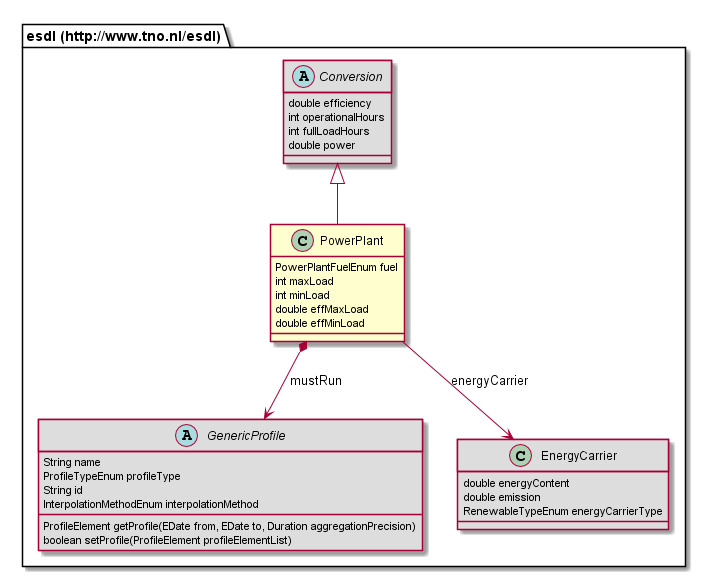 esdl (http://www.tno.nl/esdl)
A Conversion
double efficiency
int operationalHours
int fullLoadHours
double power
C PowerPlant
PowerPlantFuelEnum fuel
int maxLoad
int minLoad
double effMaxLoad
double effMinLoad
mustRun
energyCarrier
A GenericProfile
String name
ProfileTypeEnum profileType
String id
InterpolationMethodEnum interpolationMethod
ProfileElement getProfile(EDate from, EDate to, Duration aggregationPrecision)
boolean setProfile(ProfileElement profileElementList)
C EnergyCarrier
double energyContent
double emission
RenewableTypeEnum energyCarrierType